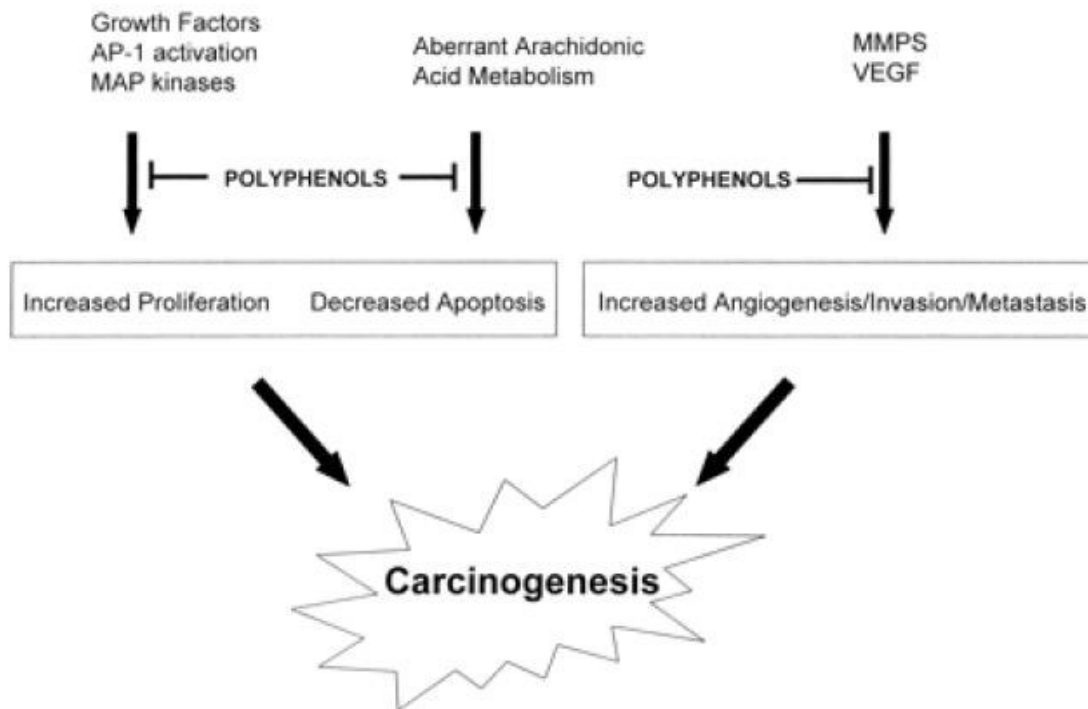 Growth Factors
AP-1 activation
MAP kinases
Aberrant Arachidonic
Acid Metabolism
MMPS
VEGF
POLYPHENOLS
POLYPHENOLS
Increased Proliferation
Decreased Apoptosis
Increased Angiogenesis/Invasion/Metastasis
Carcinogenesis